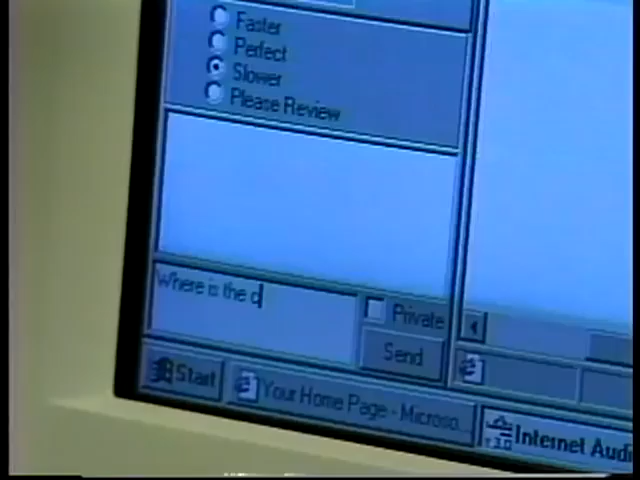 Faster
Perfect
Slower
Please Review
Where is the c
Private
Send
Start
Your Home Page - Microso...
Internet Audi